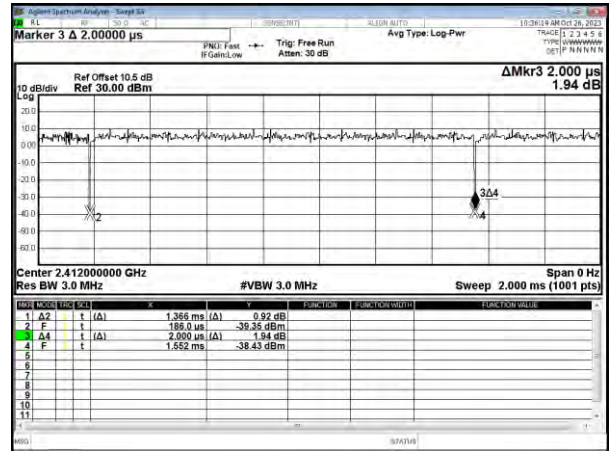 Agilent Spectrum Analyzer - Swept SA
RL RF 50 Ω AC SENSE:INT ALIGN AUTO 10:36:19 AM Oct 26, 2023
Marker 3 Δ 2.00000 μs
PNO: Fast
IFGain:Low
Trig: Free Run
Atten: 30 dB
Avg Type: Log-Pwr
TRACE 1 2 3 4 5 6
TYPE WWWWWW
DET P N N N N N
10 dB/div
Log
Ref Offset 10.5 dB
Ref 30.00 dBm
ΔMkr3 2.000 μs
1.94 dB
20.0
10.0
0.00
-10.0
-20.0
-30.0
-40.0
-50.0
-60.0
2
3Δ4
4
Center 2.412000000 GHz Span 0 Hz
Res BW 3.0 MHz #VBW 3.0 MHz Sweep 2.000 ms (1001 pts)
MKR MODE TRC SCL X Y FUNCTION FUNCTION WIDTH FUNCTION VALUE
1 Δ2 t (Δ) 1.366 ms (Δ) 0.92 dB
2 F t 186.0 us -39.35 dBm
3 Δ4 t (Δ) 2.000 us (Δ) 1.94 dB
4 F t 1.552 ms -38.43 dBm
5
6
7
8
9
10
11
MSG STATUS